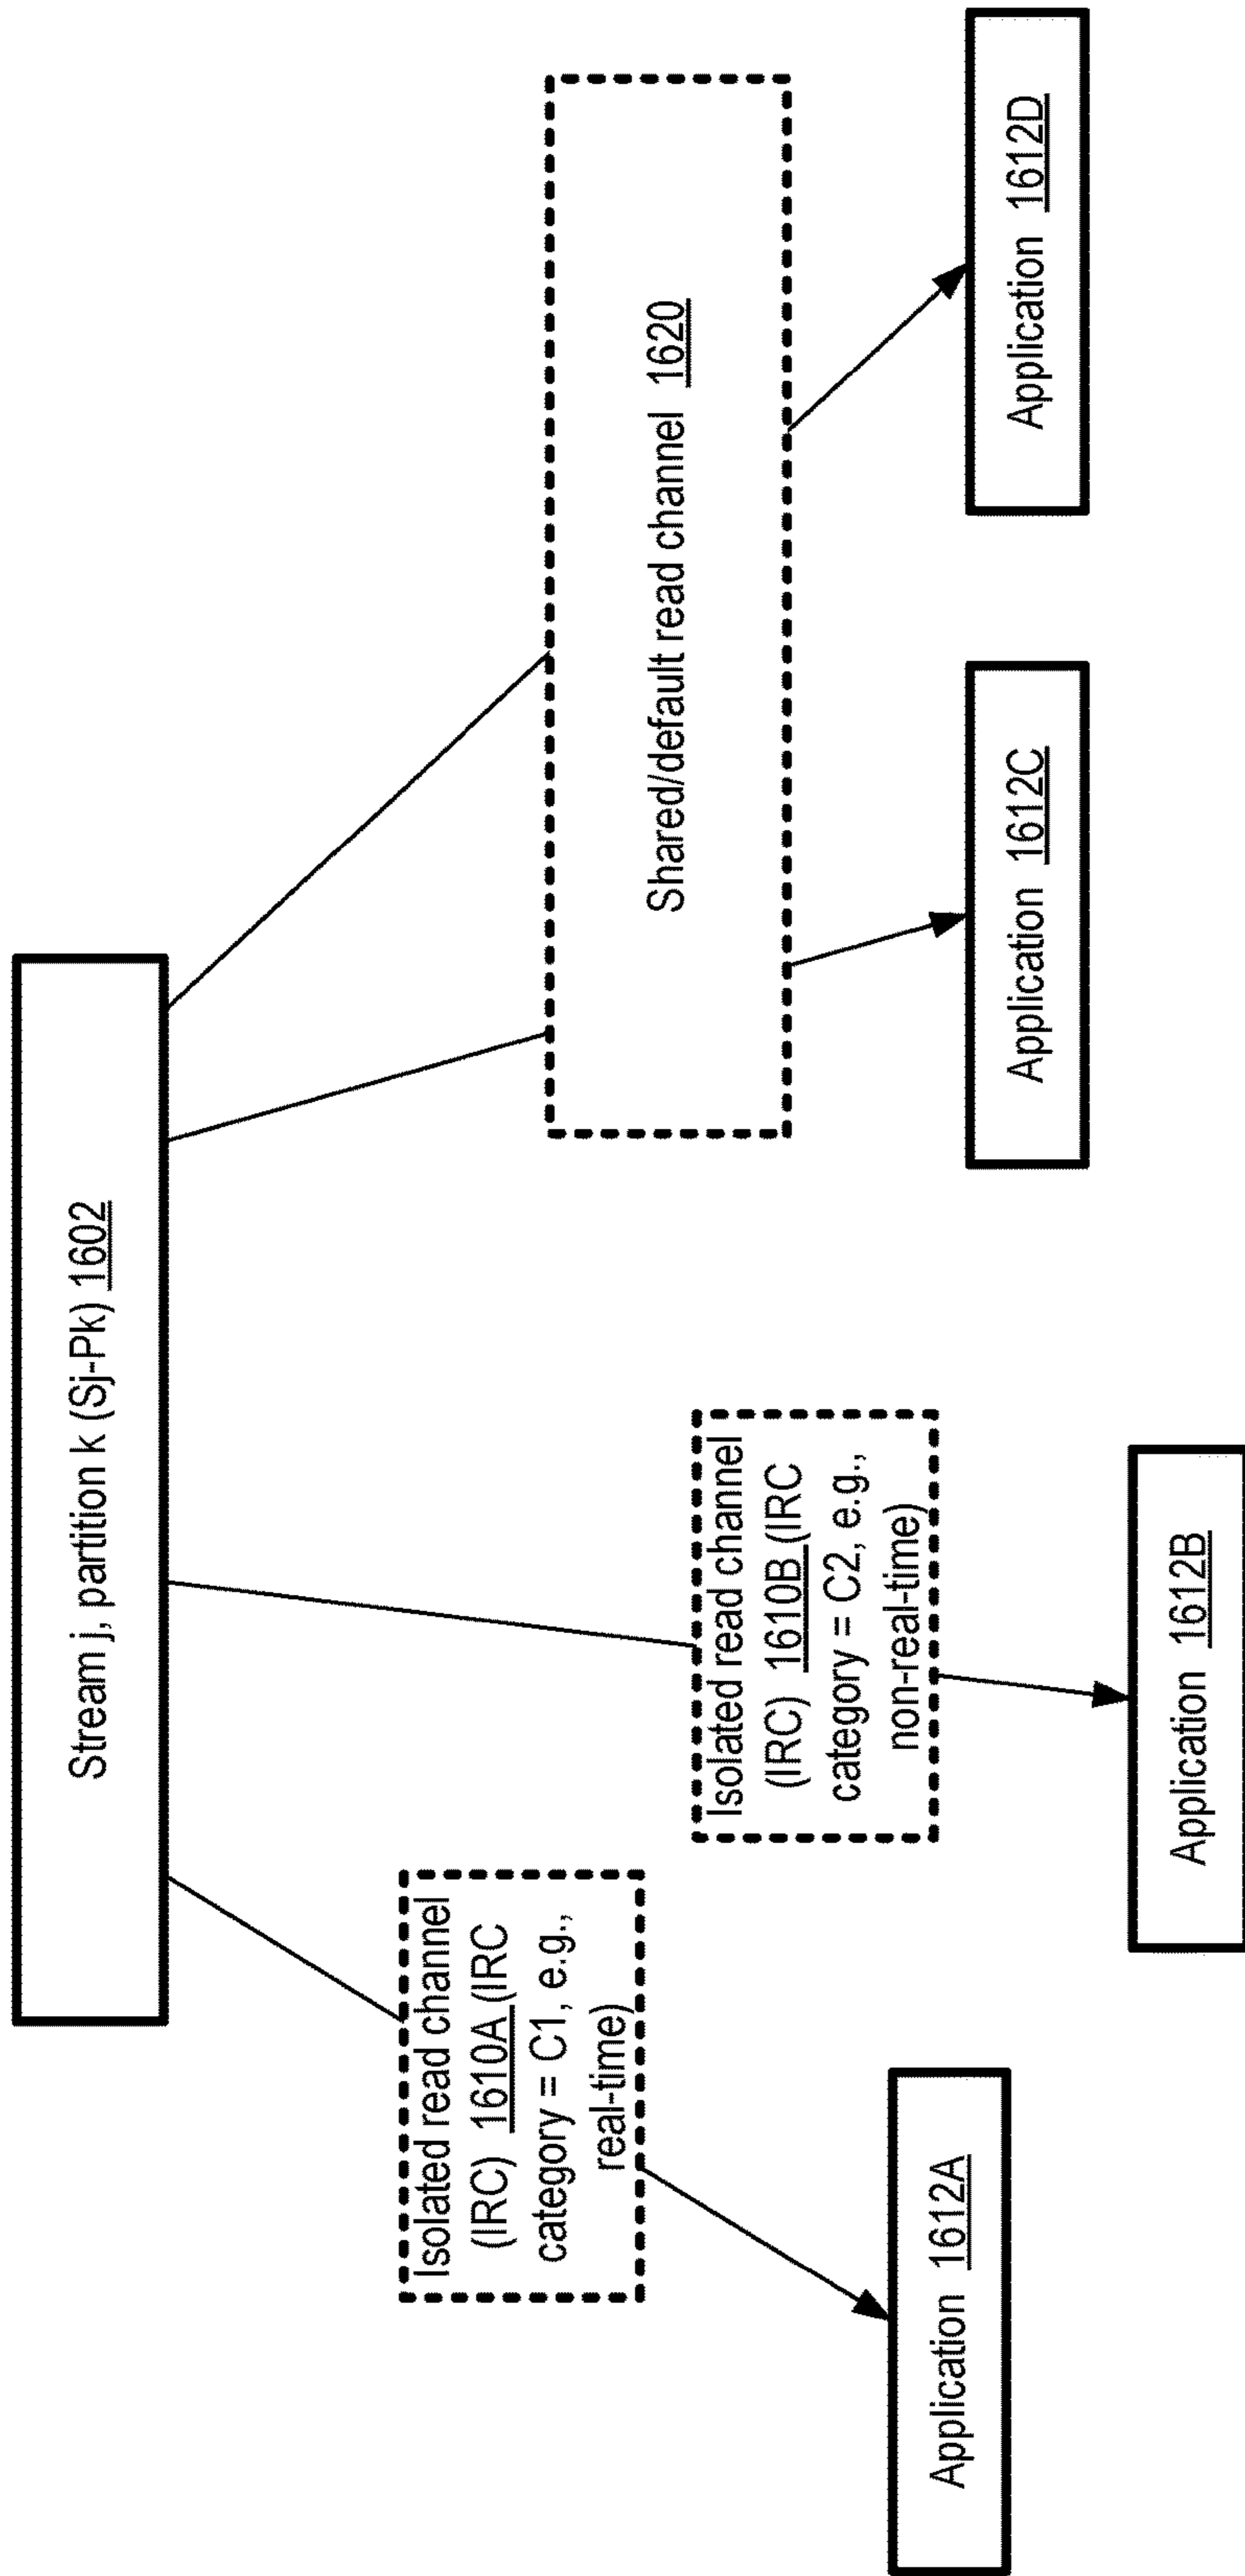 Stream j, partition k (Sj-Pk) 1602
Isolated read channel
(IRC) 1610A (IRC
category = C1, e.g.,
real-time)
Isolated read channel
(IRC) 1610B (IRC
category = C2, e.g.,
non-real-time)
Shared/default read channel 1620
Application 1612A
Application 1612B
Application 1612C
Application 1612D